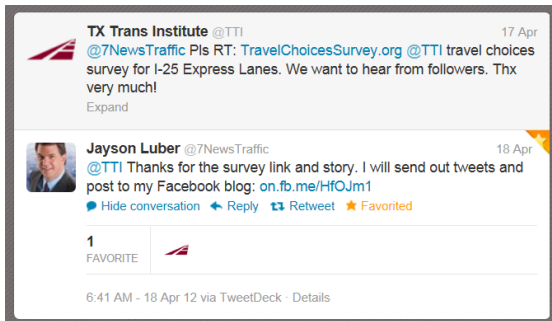 TX Trans Institute @TTI 17 Apr
@7NewsTraffic Pls RT: TravelChoicesSurvey.org @TTI travel choices
survey for I-25 Express Lanes. We want to hear from followers. Thx
very much!
Expand
Jayson Luber @7NewsTraffic 18 Apr
@TTI Thanks for the survey link and story. I will send out tweets and
post to my Facebook blog: on.fb.me/HfOJm1
Hide conversation Reply Retweet Favorited
1
FAVORITE
6:41 AM - 18 Apr 12 via TweetDeck · Details